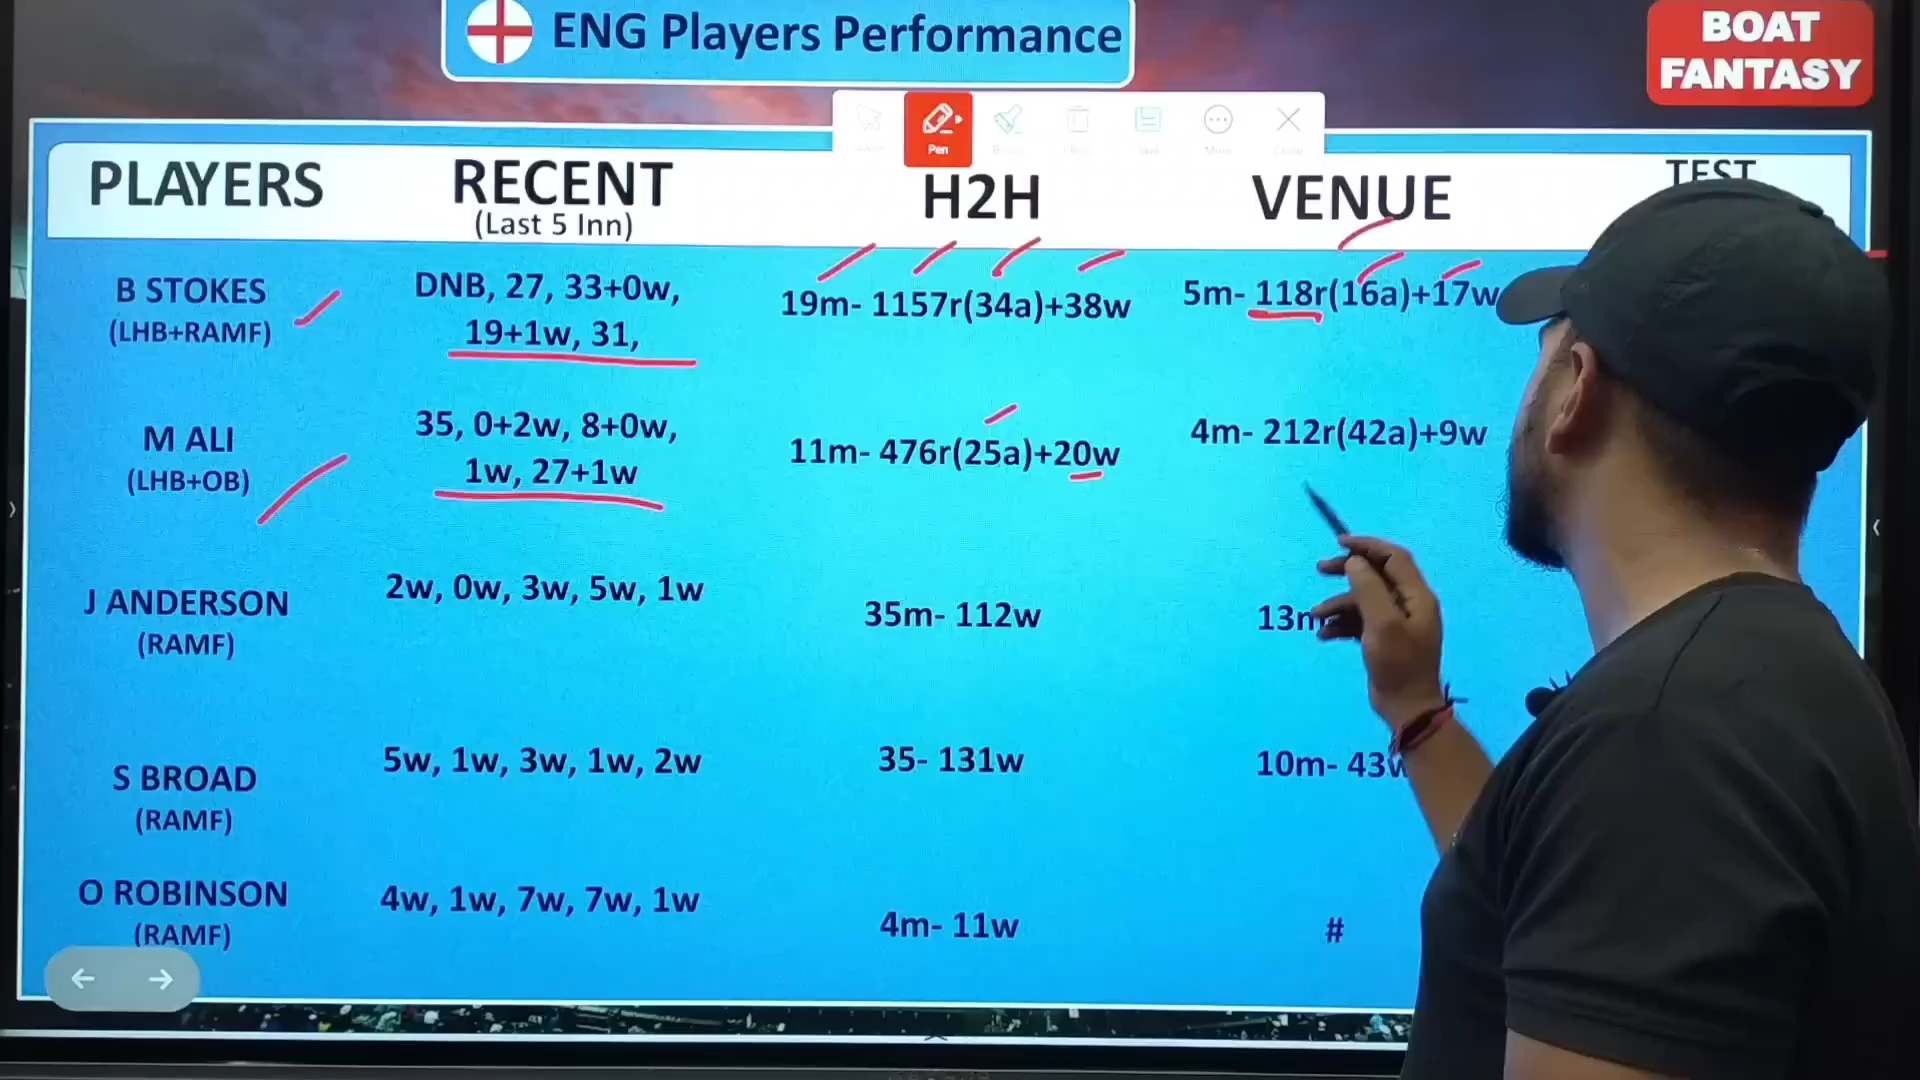 ENG Players Performance
BOAT
FANTASY
Pen
PLAYERS
RECENT
(Last 5 Inn)
H2H
VENUE
TEST
B STOKES
(LHB+RAMF)
DNB, 27, 33+0w,
19+1w, 31,
19m- 1157r(34a)+38w
5m- 118r(16a)+17w
M ALI
(LHB+OB)
35, 0+2w, 8+0w,
1w, 27+1w
11m- 476r(25a)+20w
4m- 212r(42a)+9w
J ANDERSON
(RAMF)
2w, 0w, 3w, 5w, 1w
35m- 112w
13m
S BROAD
(RAMF)
5w, 1w, 3w, 1w, 2w
35- 131w
10m- 43w
O ROBINSON
(RAMF)
4w, 1w, 7w, 7w, 1w
4m- 11w
#